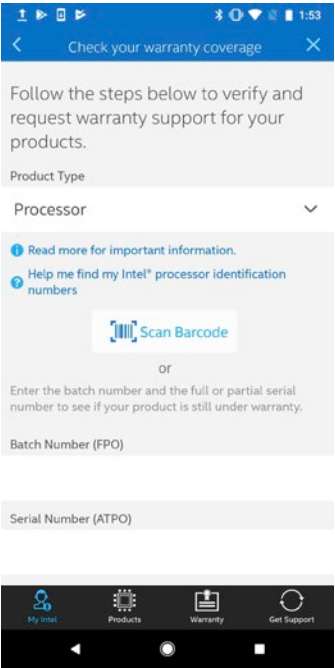 1:53
Check your warranty coverage
Follow the steps below to verify and
request warranty support for your
products.
Product Type
Processor
Read more for important information.
Help me find my Intel® processor identification
numbers
Scan Barcode
or
Enter the batch number and the full or partial serial
number to see if your product is still under warranty.
Batch Number (FPO)
Serial Number (ATPO)
My Intel Products Warranty Get Support